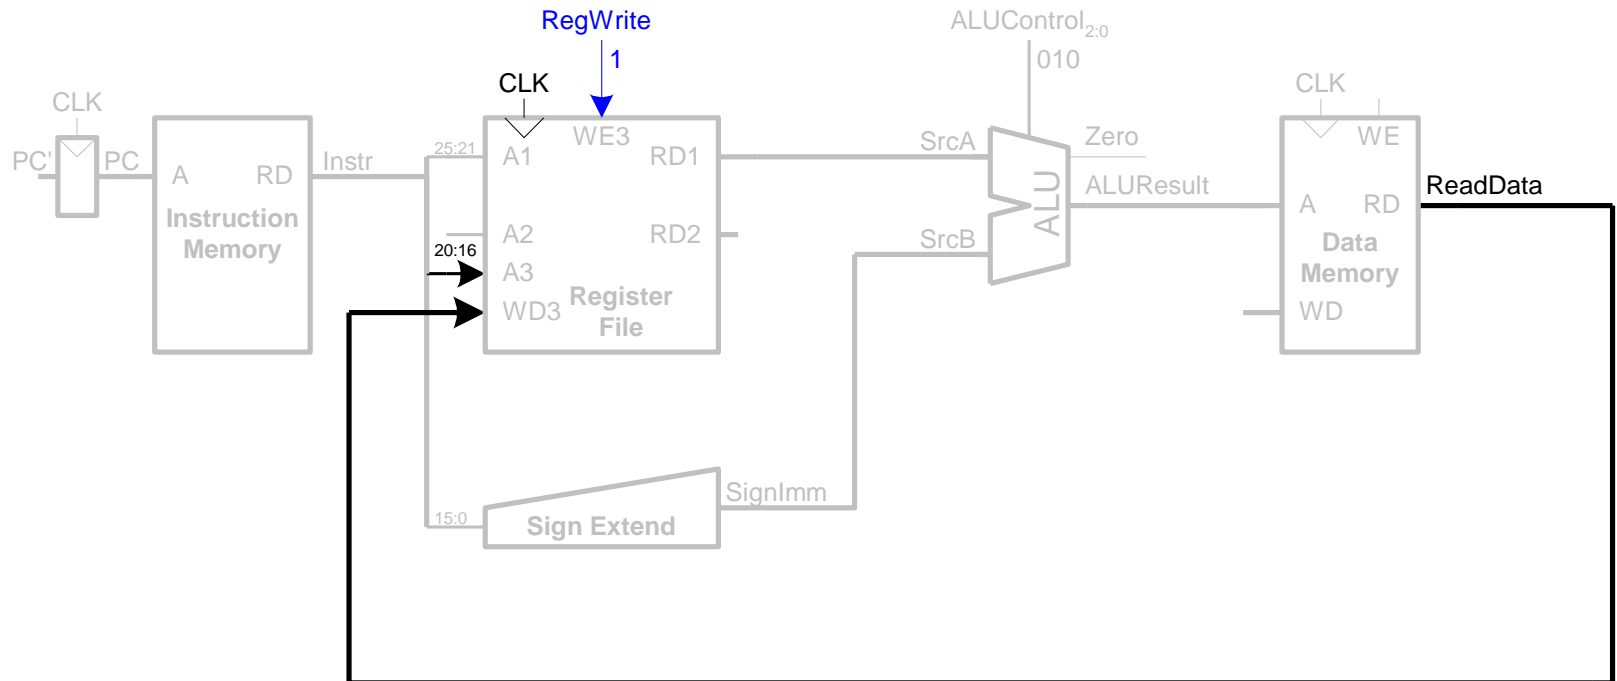 RegWrite
1
ALUControl2:0
010
CLK
CLK
CLK
PC'
PC
A
RD
Instruction
Memory
Instr
25:21
A1
WE3
RD1
A2
RD2
20:16
A3
WD3
Register
File
SrcA
SrcB
ALU
Zero
ALUResult
WE
A
RD
Data
Memory
WD
ReadData
15:0
Sign Extend
SignImm